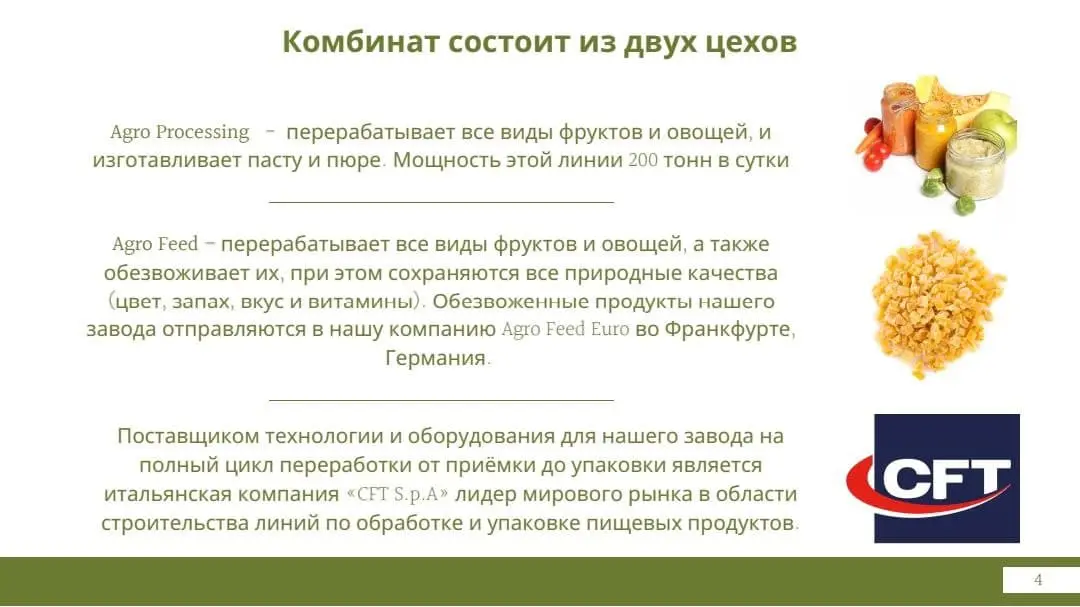 Комбинат состоит из двух цехов
Agro Processing - перерабатывает все виды фруктов и овощей, и
изготавливает пасту и пюре. Мощность этой линии 200 тонн в сутки
Agro Feed – перерабатывает все виды фруктов и овощей, а также
обезвоживает их, при этом сохраняются все природные качества
(цвет, запах, вкус и витамины). Обезвоженные продукты нашего
завода отправляются в нашу компанию Agro Feed Euro во Франкфурте,
Германия.
Поставщиком технологии и оборудования для нашего завода на
полный цикл переработки от приёмки до упаковки является
итальянская компания «CFT S.p.A» лидер мирового рынка в области
строительства линий по обработке и упаковке пищевых продуктов.
CFT
4